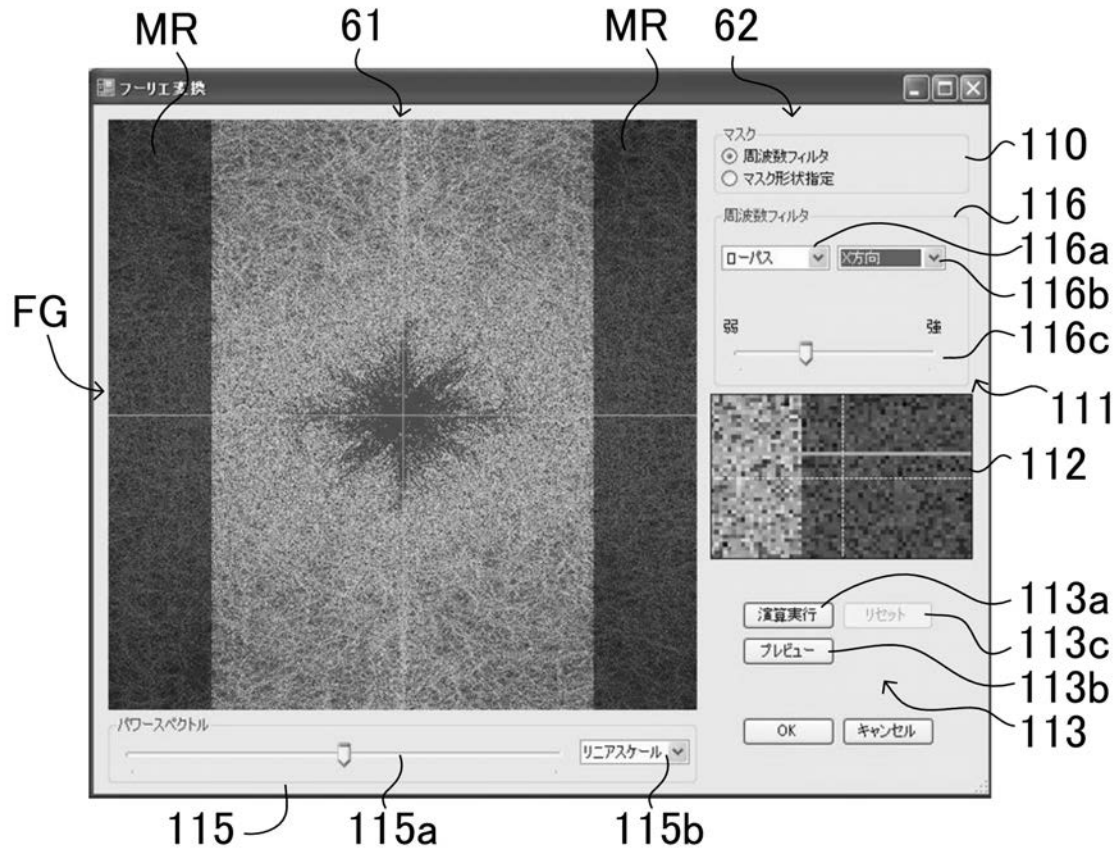 MR 61 MR 62
フーリエ変換
マスク
周波数フィルタ
マスク形状指定
110
周波数フィルタ
116
ローパス X方向
116a
116b
弱 強
116c
FG
111
112
演算実行 リセット
113a
プレビュー
113c
113b
OK キャンセル
113
パワースペクトル
リニアスケール
115 115a 115b